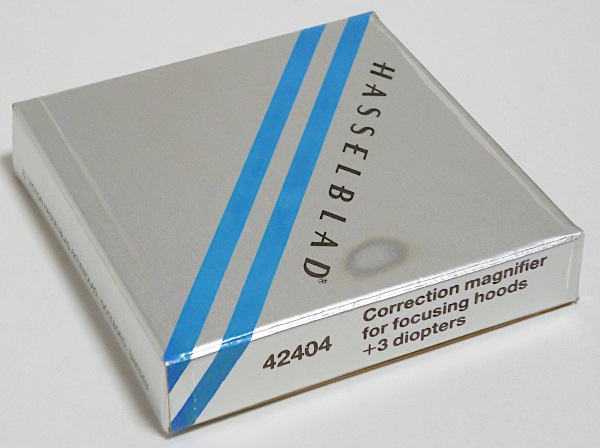 HASSELBLAD®
42404
Correction magnifier
for focusing hoods
+3 diopters